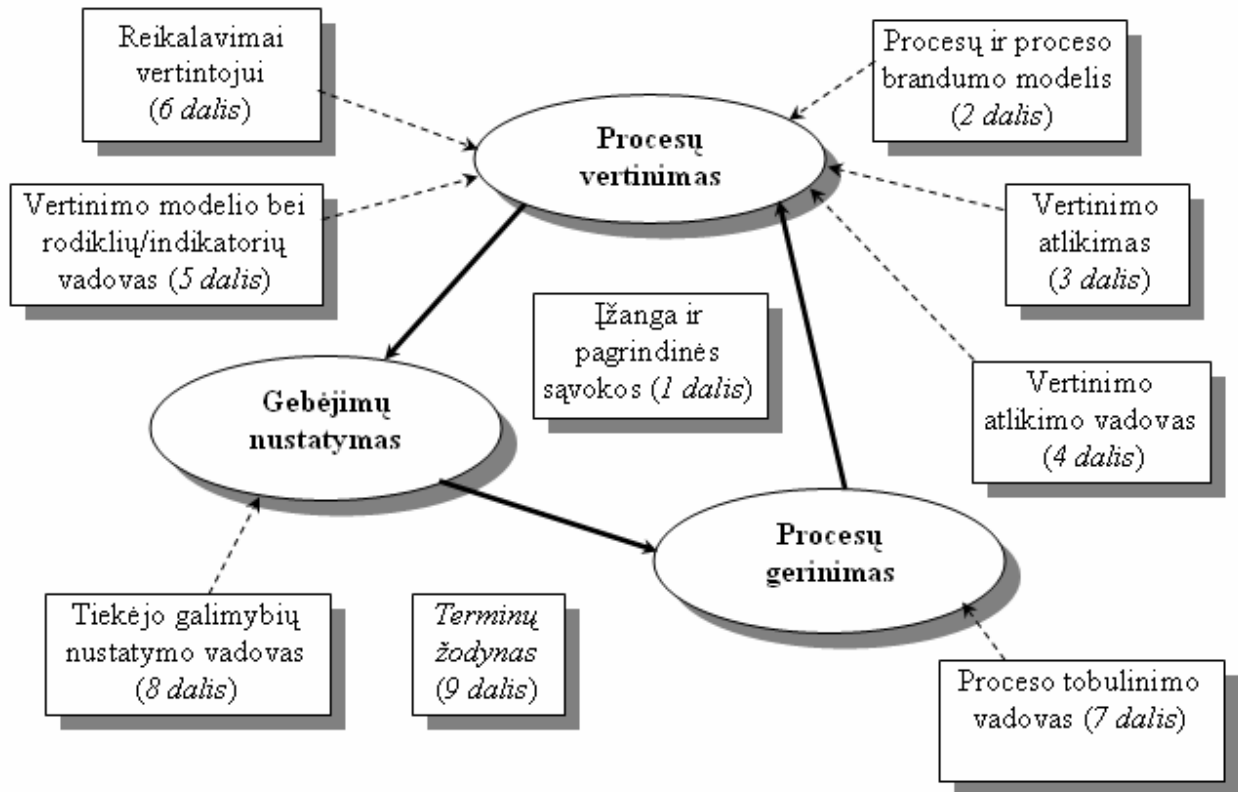 Reikalavimai
vertintojui
(6 dalis)
Procesų ir proceso
brandumo modelis
(2 dalis)
Procesų
vertinimas
Vertinimo modelio bei
rodiklių/indikatorių
vadovas (5 dalis)
Vertinimo
atlikimas
(3 dalis)
Įžanga ir
pagrindinės
sąvokos (1 dalis)
Vertinimo
atlikimo vadovas
(4 dalis)
Gebėjimų
nustatymas
Procesų
gerinimas
Tiekėjo galimybių
nustatymo vadovas
(8 dalis)
Terminų
žodynas
(9 dalis)
Proceso tobulinimo
vadovas (7 dalis)